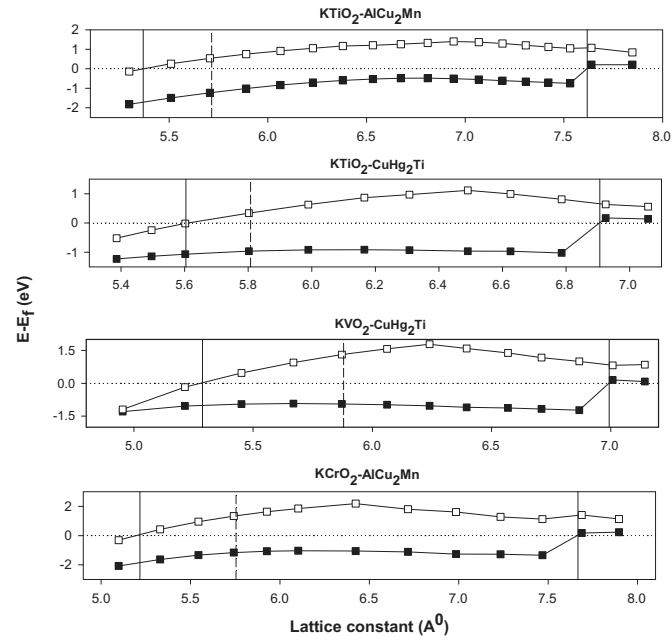 KTiO₂-AlCu₂Mn
2
1
0
-1
-2
5.5 6.0 6.5 7.0 7.5 8.0
KTiO₂-CuHg₂Ti
1
0
-1
5.4 5.6 5.8 6.0 6.2 6.4 6.6 6.8 7.0
E-E_f (eV)
KVO₂-CuHg₂Ti
1.5
0.0
-1.5
5.0 5.5 6.0 6.5 7.0
KCrO₂-AlCu₂Mn
2
0
-2
5.0 5.5 6.0 6.5 7.0 7.5 8.0
Lattice constant (A⁰)